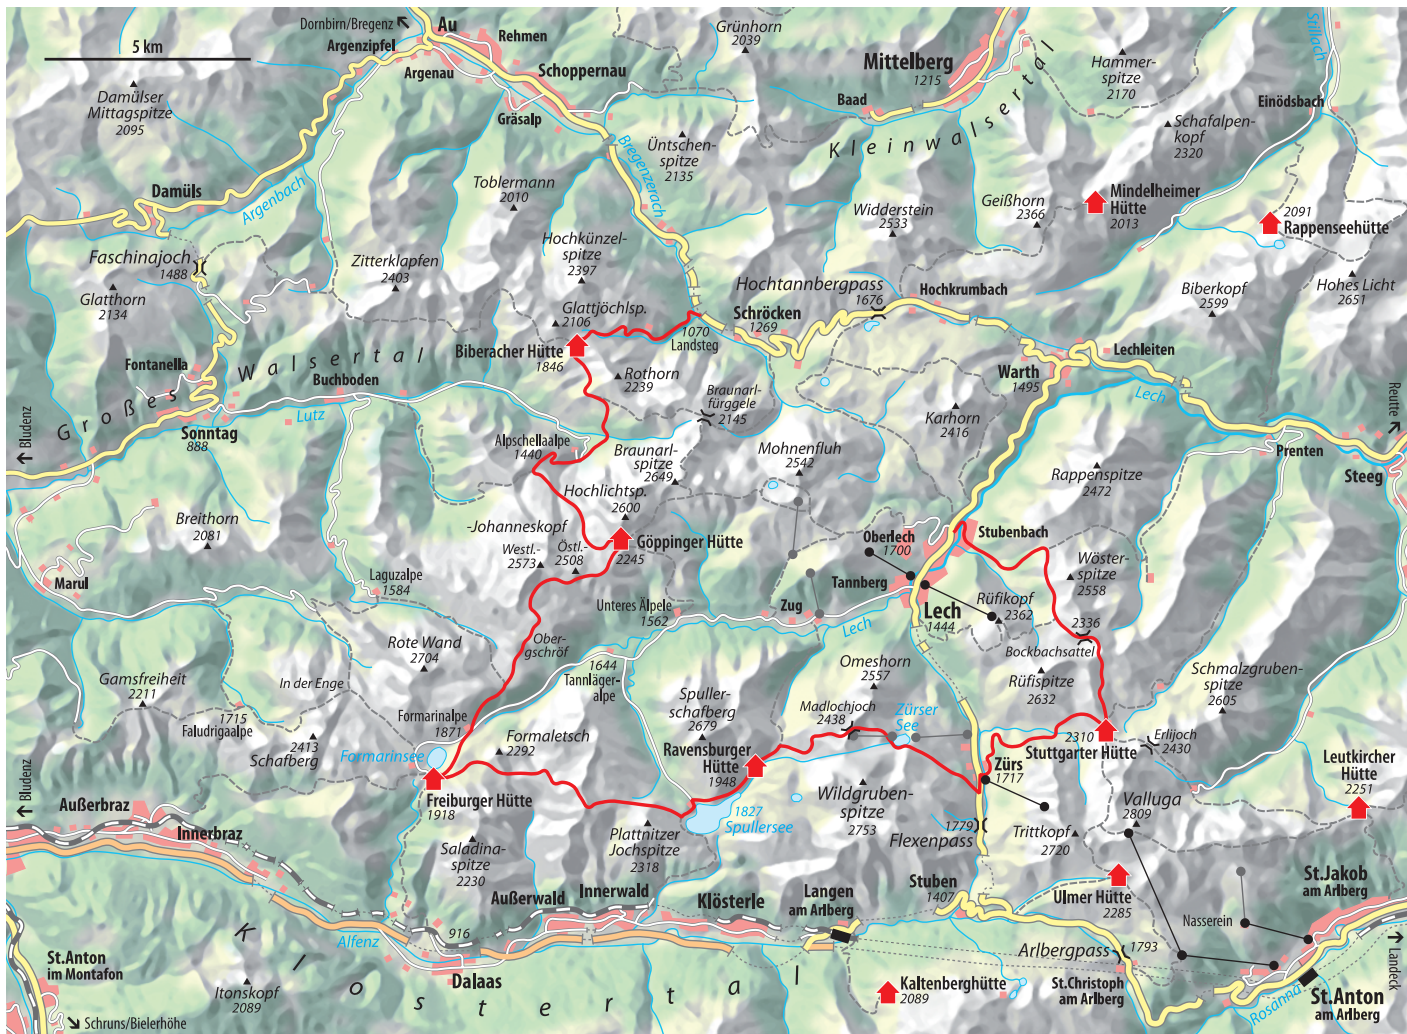 Dornbirn/Bregenz
Au
Argenzipfel
Rehmen
5 km
Argenau
Schoppernau
Damülser
Mittagspitze
2095
Gräsalp
Grünhorn
2039
Mittelberg
1215
Baad
Kleinwalsertal
Hammer-
spitze
2170
Stillach
Einödsbach
Schafalpen-
kopf
2320
Bregenzerach
Üntschen-
spitze
2135
Toblermann
2010
Damüls
Argenbach
Widderstein
2533
Geißhorn
2366
Mindelheimer
Hütte
2013
2091
Rappenseehütte
Hochkünzel-
spitze
2397
Faschinajoch
1488
Zitterklapfen
2403
Glatthorn
2134
Hochtannbergpass
1676
Hochkrumbach
Biberkopf
2599
Hohes Licht
2651
Glattjöchlsp.
2106
Schröcken
1269
1070
Landsteg
Biberacher Hütte
1846
Lechleiten
Warth
1495
Lech
Fontanella
Großes Walsertal
Buchboden
Rothorn
2239
Braunarl-
fürggele
2145
Karhorn
2416
Reutte
Bludenz
Lutz
Sonntag
888
Alpschellaalpe
1440
Braunarl-
spitze
2649
Mohnenfluh
2542
Prenten
Steeg
Rappenspitze
2472
Hochlichtsp.
2600
Breithorn
2081
-Johanneskopf
Westl.-
2573
Östl.-
2508
Göppinger Hütte
2245
Oberlech
1700
Stubenbach
Wöster-
spitze
2558
Marul
Laguzalpe
1584
Tannberg
Unteres Älpele
1562
Zug
Lech
Lech
1444
Rüfikopf
2362
2336
Bockbachsattel
Rote Wand
2704
Ober-
gschröf
1644
Tannläger-
alpe
Omeshorn
2557
Rüfispitze
2632
Schmalzgruben-
spitze
2605
Gamsfreiheit
2211
In der Enge
1715
Faludrigaalpe
Spuller-
schafberg
2679
Madlochjoch
2438
Zürser
See
Formarinalpe
1871
2413
Schafberg
Formarinsee
Formaletsch
2292
Ravensburger
Hütte
1948
2310
Stuttgarter Hütte
Erlijoch
2430
Zürs
1717
Leutkircher
Hütte
2251
Bludenz
Außerbraz
Freiburger Hütte
1918
1827
Spullersee
Wildgruben-
spitze
2753
Valluga
2809
Innerbraz
Saladina-
spitze
2230
Plattnitzer
Jochspitze
2318
1779
Flexenpass
Trittkopf
2720
Außerwald
Innerwald
Klösterle
Langen
am Arlberg
Stuben
1407
Ulmer Hütte
2285
St.Jakob
am Arlberg
Nasserein
Alfenz
916
Klostertal
Arlbergpass
1793
St.Anton
im Montafon
Itonskopf
2089
Dalaas
Kaltenberghütte
2089
St.Christoph
am Arlberg
Rosanna
St.Anton
am Arlberg
Landeck
Schruns/Bielerhöhe